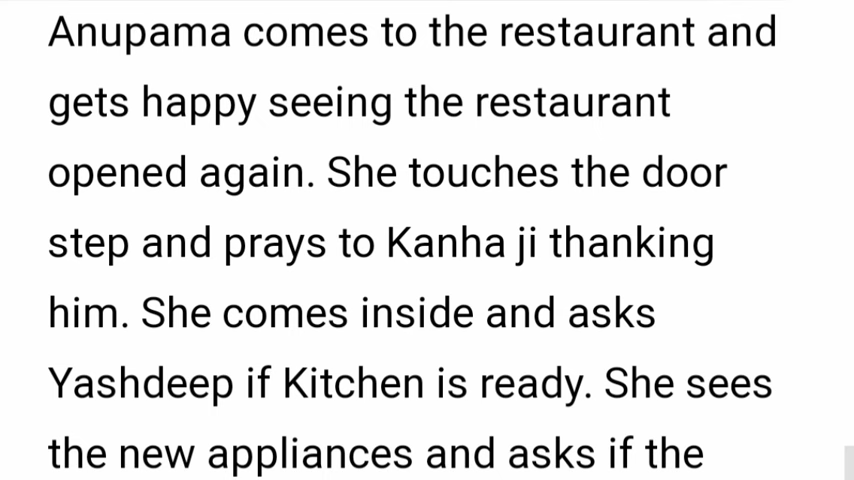 Anupama comes to the restaurant and
gets happy seeing the restaurant
opened again. She touches the door
step and prays to Kanha ji thanking
him. She comes inside and asks
Yashdeep if Kitchen is ready. She sees
the new appliances and asks if the